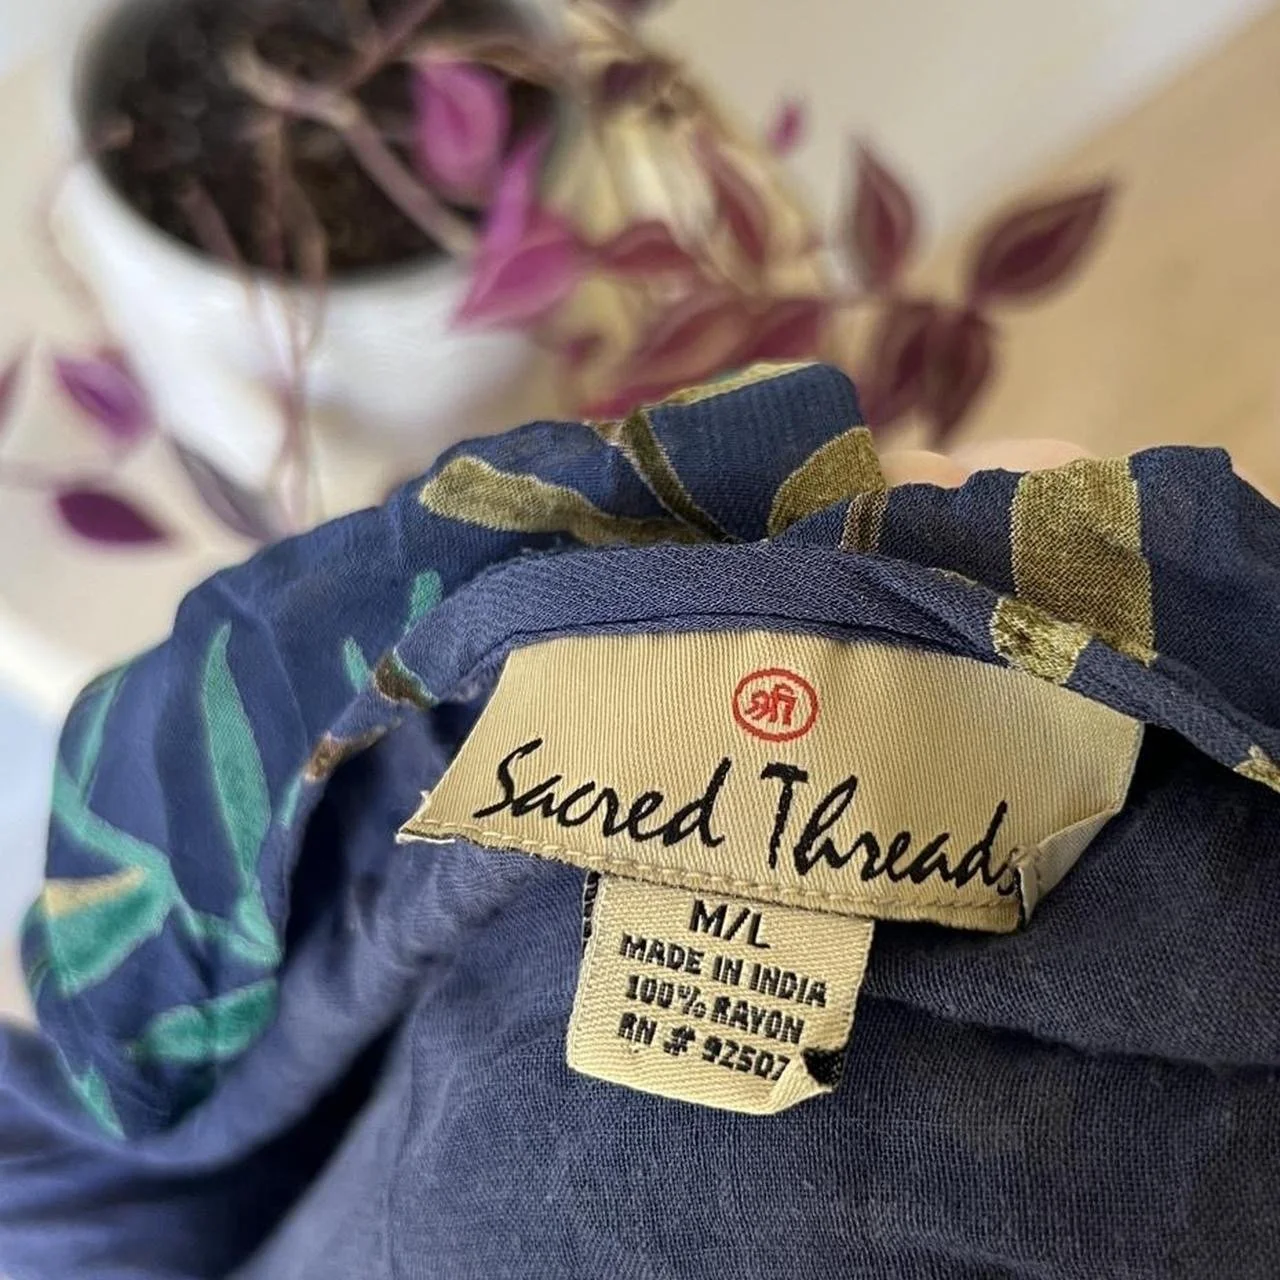 श्री
Sacred Threads
M/L
MADE IN INDIA
100% RAYON
RN # 92507